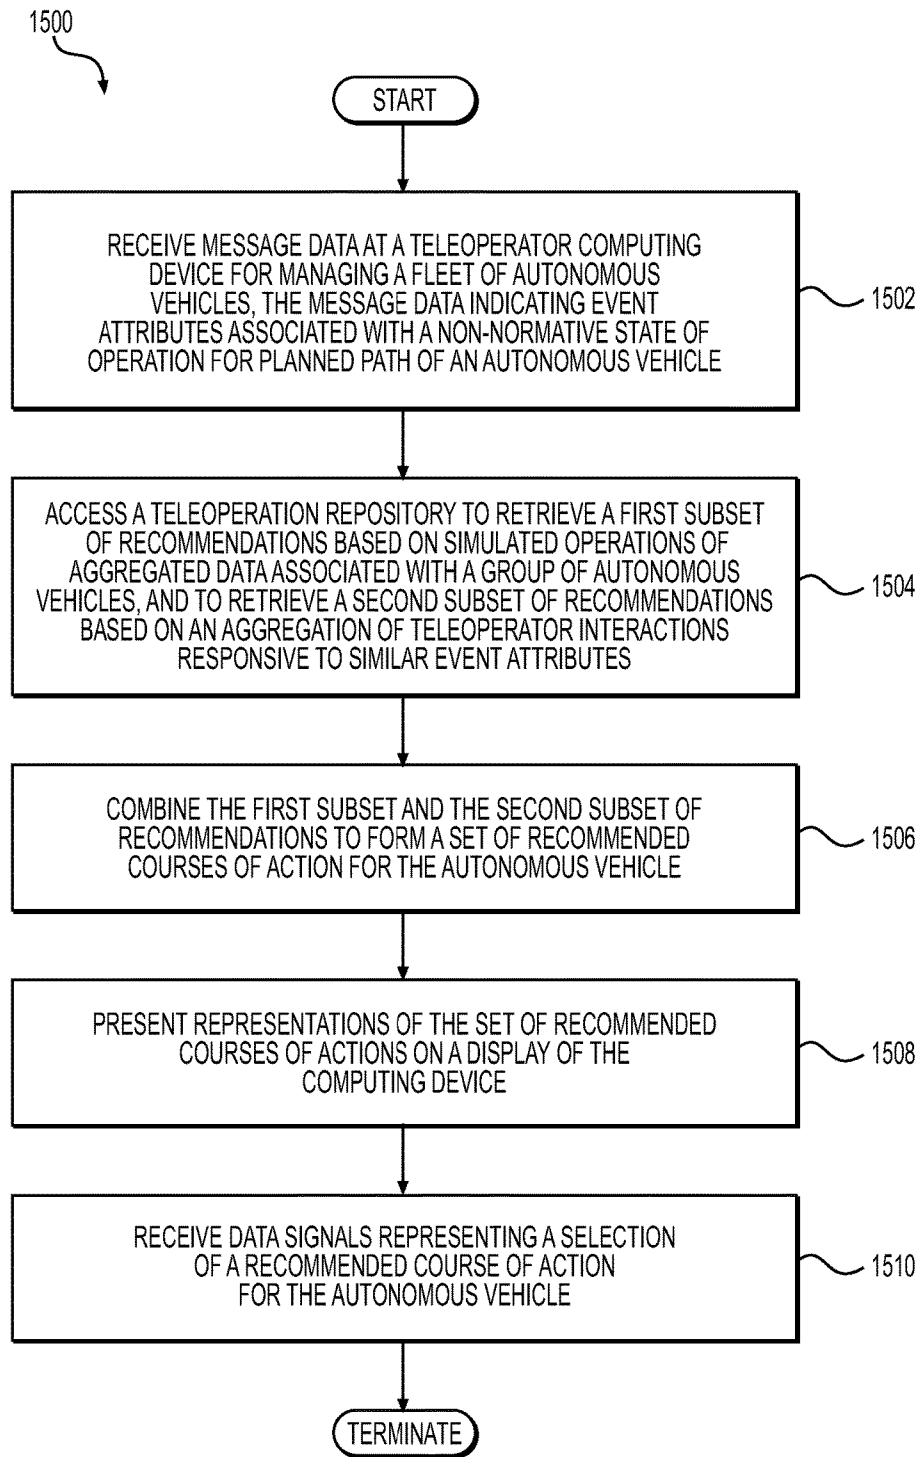 1500
START
RECEIVE MESSAGE DATA AT A TELEOPERATOR COMPUTING
DEVICE FOR MANAGING A FLEET OF AUTONOMOUS
VEHICLES, THE MESSAGE DATA INDICATING EVENT
ATTRIBUTES ASSOCIATED WITH A NON-NORMATIVE STATE OF
OPERATION FOR PLANNED PATH OF AN AUTONOMOUS VEHICLE
1502
ACCESS A TELEOPERATION REPOSITORY TO RETRIEVE A FIRST SUBSET
OF RECOMMENDATIONS BASED ON SIMULATED OPERATIONS OF
AGGREGATED DATA ASSOCIATED WITH A GROUP OF AUTONOMOUS
VEHICLES, AND TO RETRIEVE A SECOND SUBSET OF RECOMMENDATIONS
BASED ON AN AGGREGATION OF TELEOPERATOR INTERACTIONS
RESPONSIVE TO SIMILAR EVENT ATTRIBUTES
1504
COMBINE THE FIRST SUBSET AND THE SECOND SUBSET OF
RECOMMENDATIONS TO FORM A SET OF RECOMMENDED
COURSES OF ACTION FOR THE AUTONOMOUS VEHICLE
1506
PRESENT REPRESENTATIONS OF THE SET OF RECOMMENDED
COURSES OF ACTIONS ON A DISPLAY OF THE
COMPUTING DEVICE
1508
RECEIVE DATA SIGNALS REPRESENTING A SELECTION
OF A RECOMMENDED COURSE OF ACTION
FOR THE AUTONOMOUS VEHICLE
1510
TERMINATE